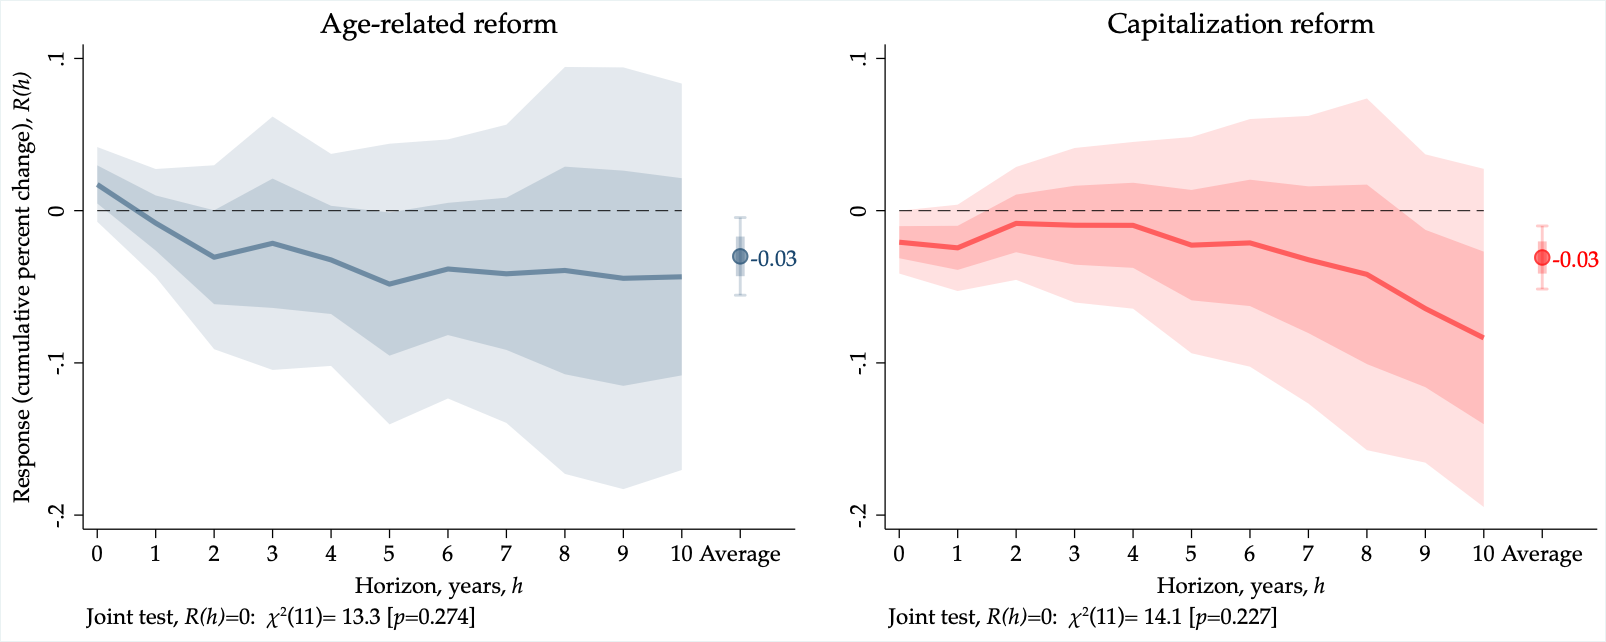 Age-related reform
Response (cumulative percent change), R(h)
.1
0
-.1
-.2
-0.03
0 1 2 3 4 5 6 7 8 9 10 Average
Horizon, years, h
Joint test, R(h)=0: χ²(11)= 13.3 [p=0.274]
Capitalization reform
.1
0
-.1
-.2
-0.03
0 1 2 3 4 5 6 7 8 9 10 Average
Horizon, years, h
Joint test, R(h)=0: χ²(11)= 14.1 [p=0.227]